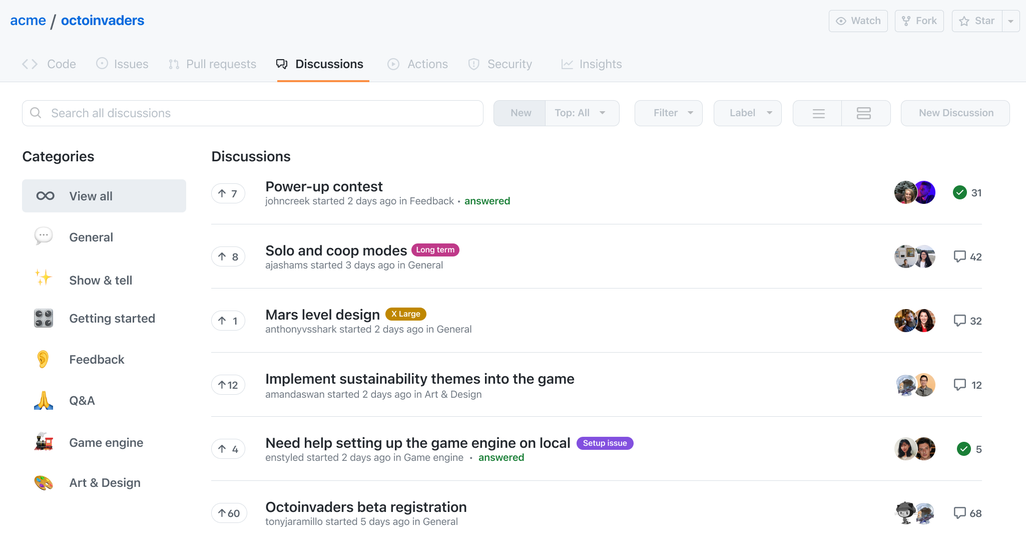 acme / octoinvaders
Watch
Fork
Star
Code
Issues
Pull requests
Discussions
Actions
Security
Insights
Search all discussions
New
Top: All
Filter
Label
New Discussion
Categories
View all
General
Show & tell
Getting started
Feedback
Q&A
Game engine
Art & Design
Discussions
7
Power-up contest
johncreek started 2 days ago in Feedback • answered
31
8
Solo and coop modes Long term
ajashams started 3 days ago in General
42
1
Mars level design X Large
anthonyvsshark started 2 days ago in General
32
12
Implement sustainability themes into the game
amandaswan started 2 days ago in Art & Design
12
4
Need help setting up the game engine on local Setup issue
enstyled started 2 days ago in Game engine • answered
5
60
Octoinvaders beta registration
tonyjaramillo started 5 days ago in General
68